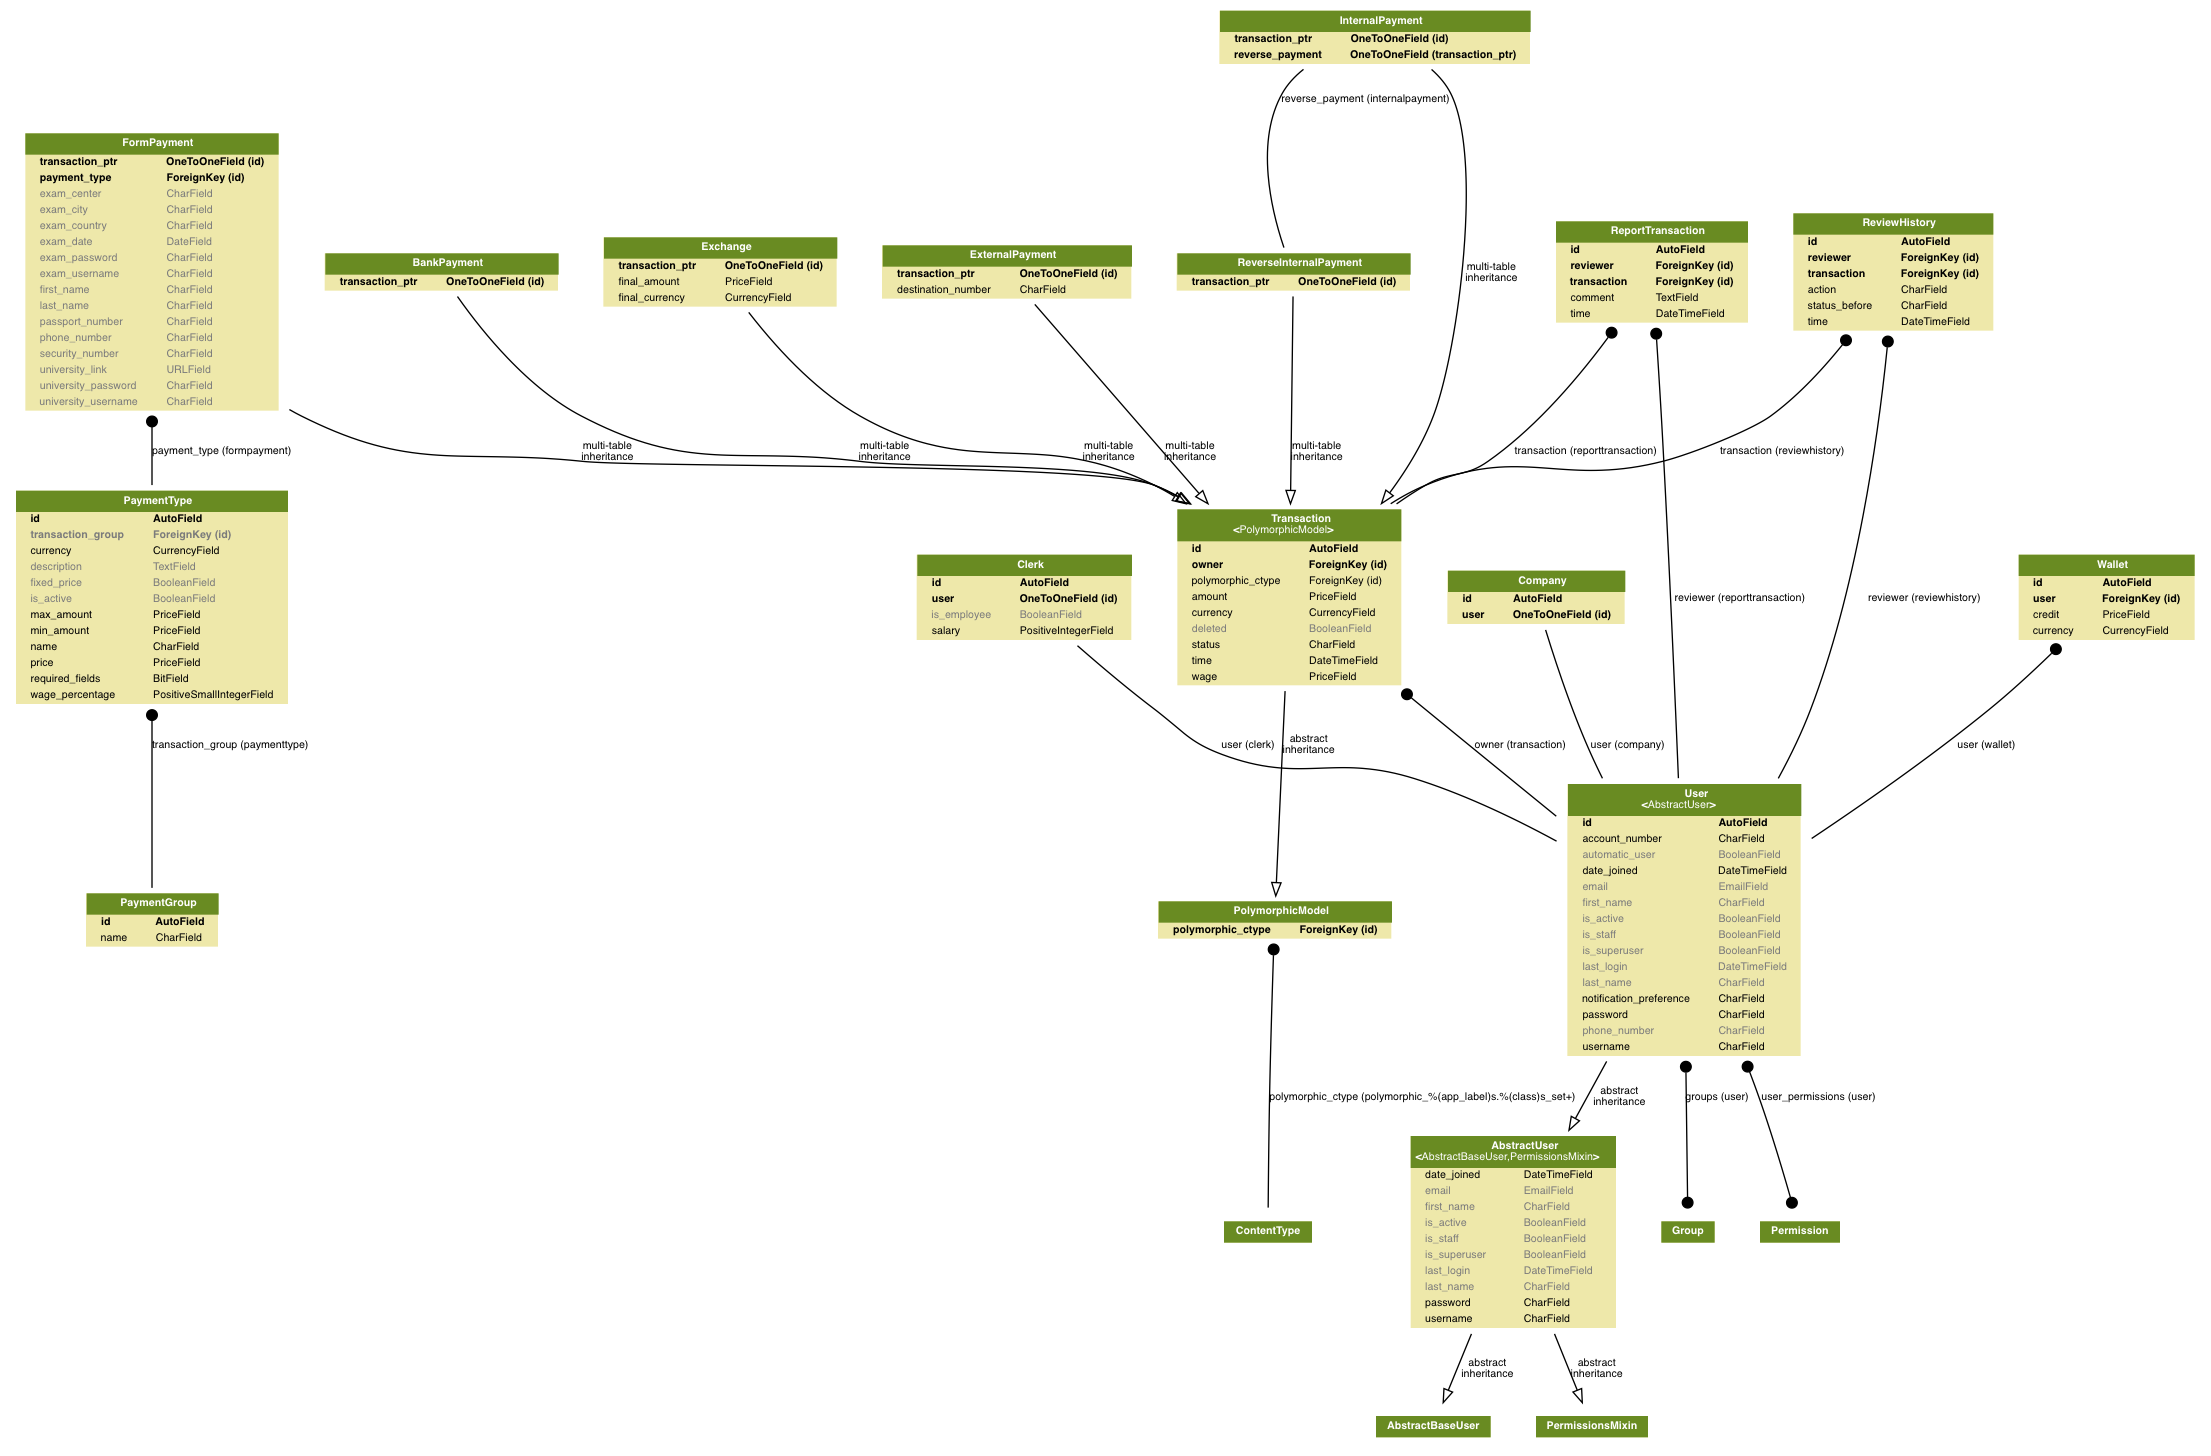 InternalPayment
transaction_ptr OneToOneField (id)
reverse_payment OneToOneField (transaction_ptr)
reverse_payment (internalpayment)
multi-table
inheritance
FormPayment
transaction_ptr OneToOneField (id)
payment_type ForeignKey (id)
exam_center CharField
exam_city CharField
exam_country CharField
exam_date DateField
exam_password CharField
exam_username CharField
first_name CharField
last_name CharField
passport_number CharField
phone_number CharField
security_number CharField
university_link URLField
university_password CharField
university_username CharField
BankPayment
transaction_ptr OneToOneField (id)
Exchange
transaction_ptr OneToOneField (id)
final_amount PriceField
final_currency CurrencyField
ExternalPayment
transaction_ptr OneToOneField (id)
destination_number CharField
ReverseInternalPayment
transaction_ptr OneToOneField (id)
ReportTransaction
id AutoField
reviewer ForeignKey (id)
transaction ForeignKey (id)
comment TextField
time DateTimeField
ReviewHistory
id AutoField
reviewer ForeignKey (id)
transaction ForeignKey (id)
action CharField
status_before CharField
time DateTimeField
payment_type (formpayment)
multi-table
inheritance
multi-table
inheritance
multi-table
inheritance
multi-table
inheritance
multi-table
inheritance
transaction (reporttransaction)
transaction (reviewhistory)
PaymentType
id AutoField
transaction_group ForeignKey (id)
currency CurrencyField
description TextField
fixed_price BooleanField
is_active BooleanField
max_amount PriceField
min_amount PriceField
name CharField
price PriceField
required_fields BitField
wage_percentage PositiveSmallIntegerField
Clerk
id AutoField
user OneToOneField (id)
is_employee BooleanField
salary PositiveIntegerField
Transaction
<PolymorphicModel>
id AutoField
owner ForeignKey (id)
polymorphic_ctype ForeignKey (id)
amount PriceField
currency CurrencyField
deleted BooleanField
status CharField
time DateTimeField
wage PriceField
Company
id AutoField
user OneToOneField (id)
reviewer (reporttransaction)
reviewer (reviewhistory)
Wallet
id AutoField
user ForeignKey (id)
credit PriceField
currency CurrencyField
transaction_group (paymenttype)
user (clerk)
abstract
inheritance
owner (transaction)
user (company)
user (wallet)
PaymentGroup
id AutoField
name CharField
PolymorphicModel
polymorphic_ctype ForeignKey (id)
User
<AbstractUser>
id AutoField
account_number CharField
automatic_user BooleanField
date_joined DateTimeField
email EmailField
first_name CharField
is_active BooleanField
is_staff BooleanField
is_superuser BooleanField
last_login DateTimeField
last_name CharField
notification_preference CharField
password CharField
phone_number CharField
username CharField
polymorphic_ctype (polymorphic_%(app_label)s.%(class)s_set+)
abstract
inheritance
groups (user)
user_permissions (user)
AbstractUser
<AbstractBaseUser,PermissionsMixin>
date_joined DateTimeField
email EmailField
first_name CharField
is_active BooleanField
is_staff BooleanField
is_superuser BooleanField
last_login DateTimeField
last_name CharField
password CharField
username CharField
ContentType
Group
Permission
abstract
inheritance
abstract
inheritance
AbstractBaseUser
PermissionsMixin